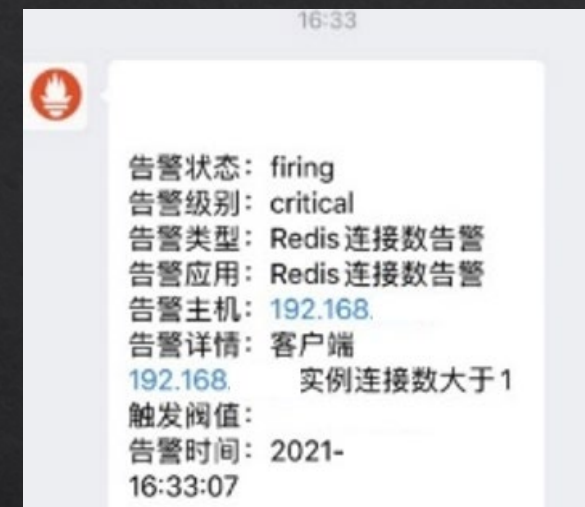 16:33
告警状态：firing
告警级别：critical
告警类型：Redis连接数告警
告警应用：Redis连接数告警
告警主机：192.168.
告警详情：客户端
192.168. 实例连接数大于1
触发阀值：
告警时间：2021-
16:33:07